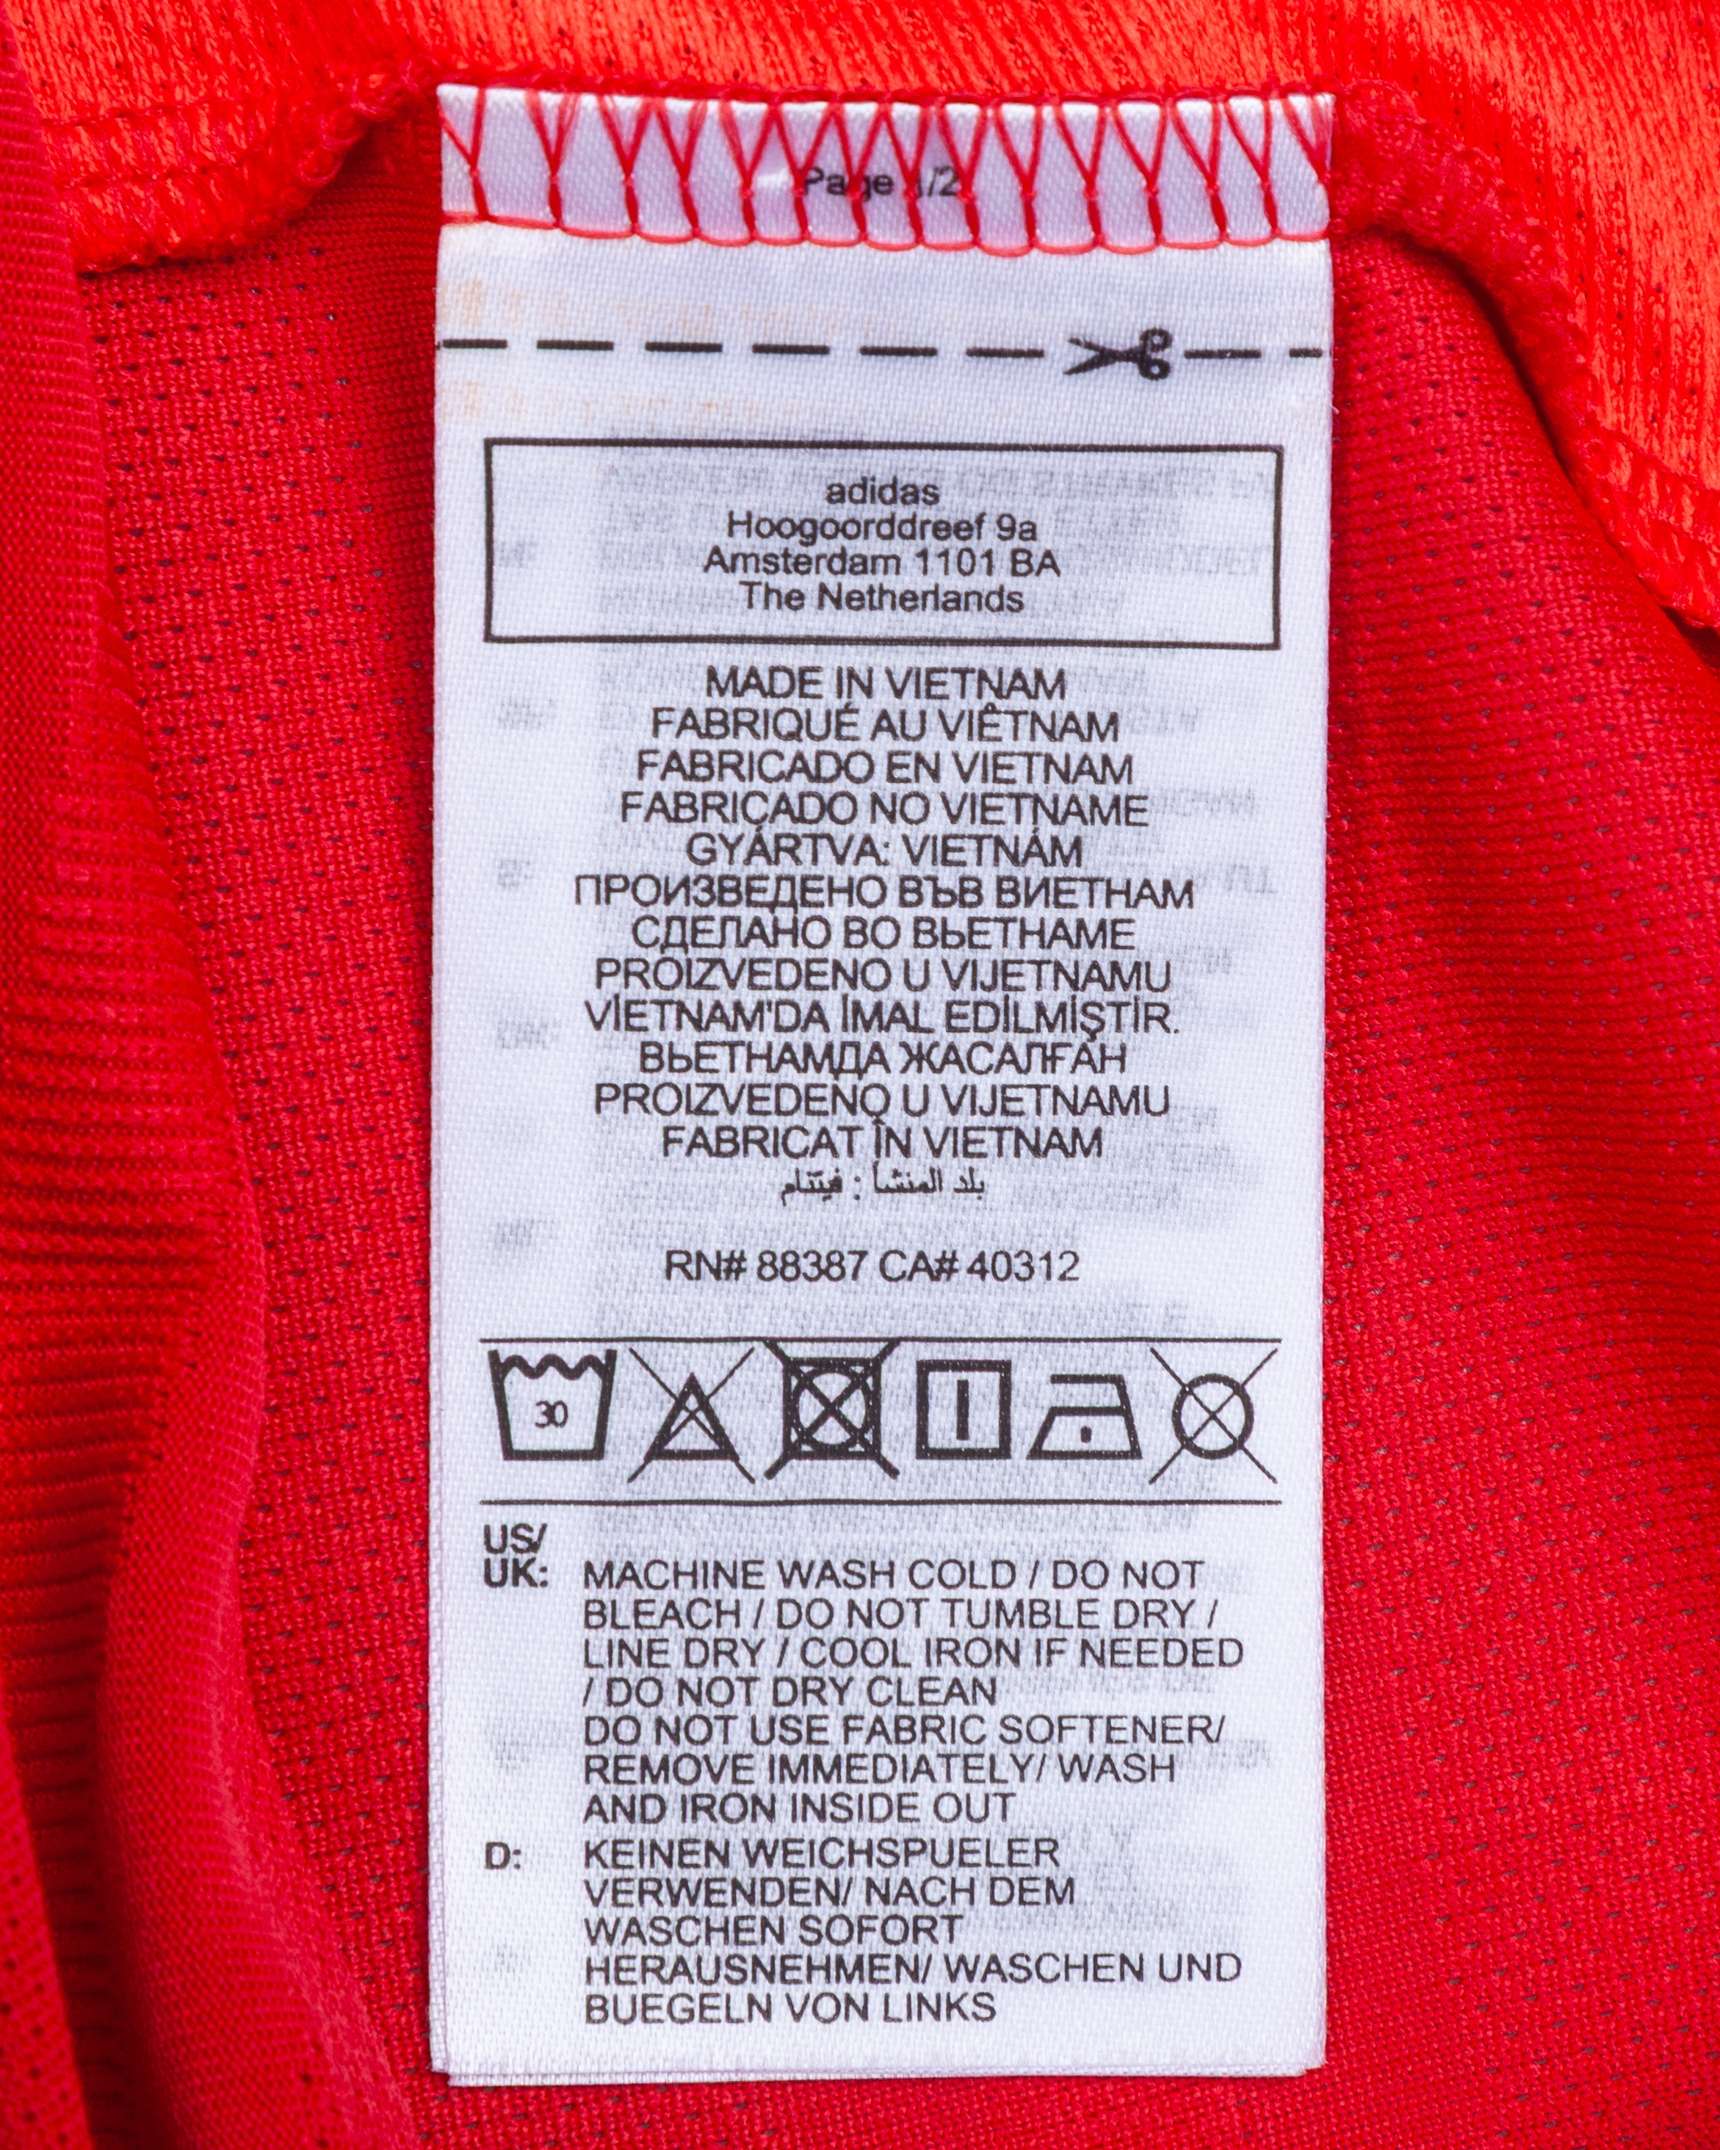 Page 1/2
adidas
Hoogoorddreef 9a
Amsterdam 1101 BA
The Netherlands
MADE IN VIETNAM
FABRIQUÉ AU VIÊTNAM
FABRICADO EN VIETNAM
FABRICADO NO VIETNAME
GYÁRTVA: VIETNÁM
ПРОИЗВЕДЕНО ВЪВ ВИЕТНАМ
СДЕЛАНО ВО ВЬЕТНАМЕ
PROIZVEDENO U VIJETNAMU
VİETNAM'DA İMAL EDİLMİŞTİR.
ВЬЕТНАМДА ЖАСАЛҒАН
PROIZVEDENO U VIJETNAMU
FABRICAT ÎN VIETNAM
بلد المنشأ : فيتنام
RN# 88387 CA# 40312
30
US/
UK: MACHINE WASH COLD / DO NOT
BLEACH / DO NOT TUMBLE DRY /
LINE DRY / COOL IRON IF NEEDED
/ DO NOT DRY CLEAN
DO NOT USE FABRIC SOFTENER/
REMOVE IMMEDIATELY/ WASH
AND IRON INSIDE OUT
D: KEINEN WEICHSPUELER
VERWENDEN/ NACH DEM
WASCHEN SOFORT
HERAUSNEHMEN/ WASCHEN UND
BUEGELN VON LINKS